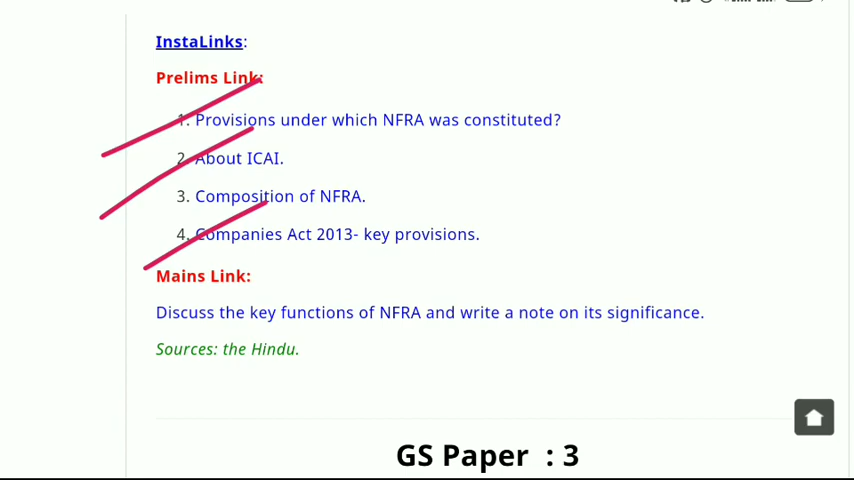 InstaLinks:
Prelims Link:
1. Provisions under which NFRA was constituted?
2. About ICAI.
3. Composition of NFRA.
4. Companies Act 2013- key provisions.
Mains Link:
Discuss the key functions of NFRA and write a note on its significance.
Sources: the Hindu.
GS Paper : 3